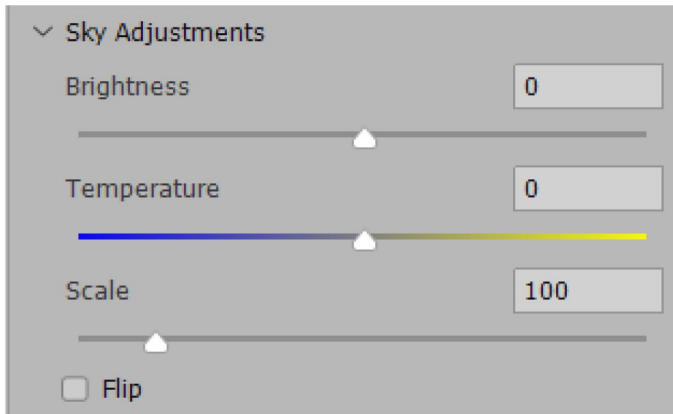 Sky Adjustments
Brightness 0
Temperature 0
Scale 100
Flip